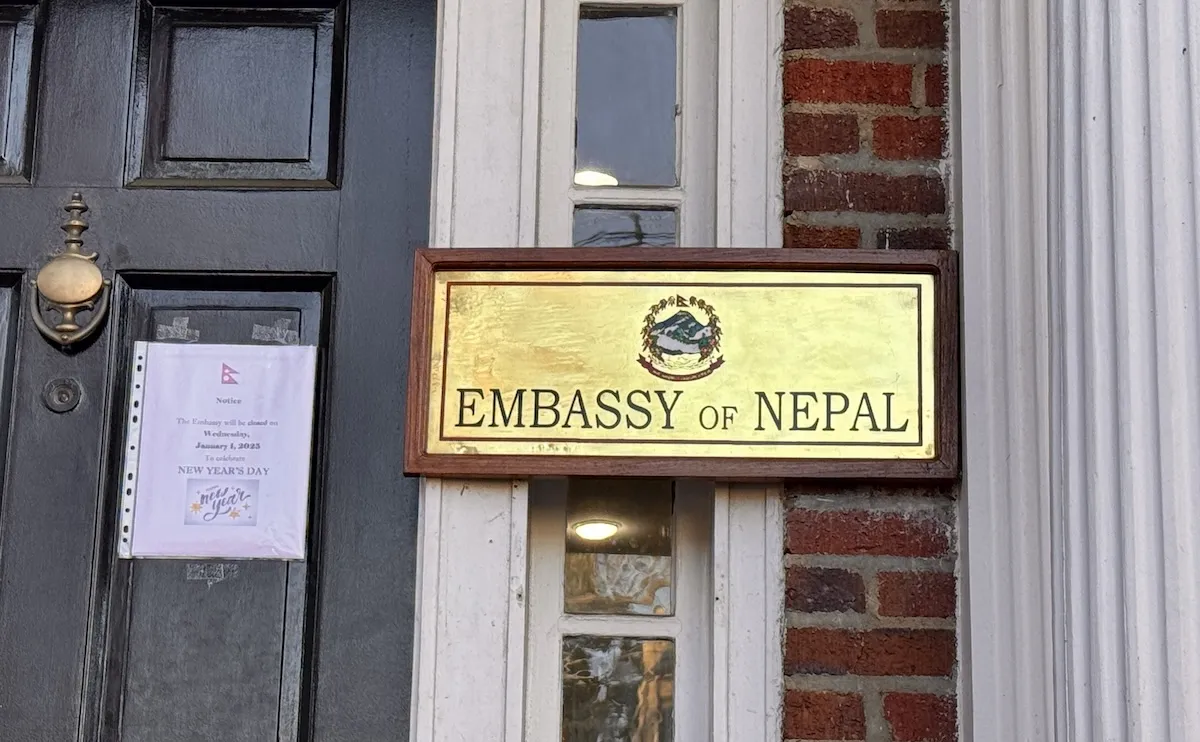 Notice
The Embassy will be closed on
Wednesday,
January 1, 2025
To celebrate
NEW YEAR'S DAY
new
year
EMBASSY OF NEPAL